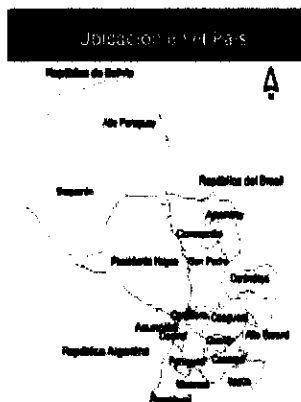 Ubicación en el País
República de Bolivia
N
Alto Paraguay
República del Brasil
Boquerón
Amambay
Concepción
Presidente Hayes
San Pedro
Canindeyú
Cordillera
Caaguazú
Asunción
Central
Alto Paraná
Guairá
República Argentina
Paraguarí
Caazapá
Misiones
Itapúa
Ñeembucú